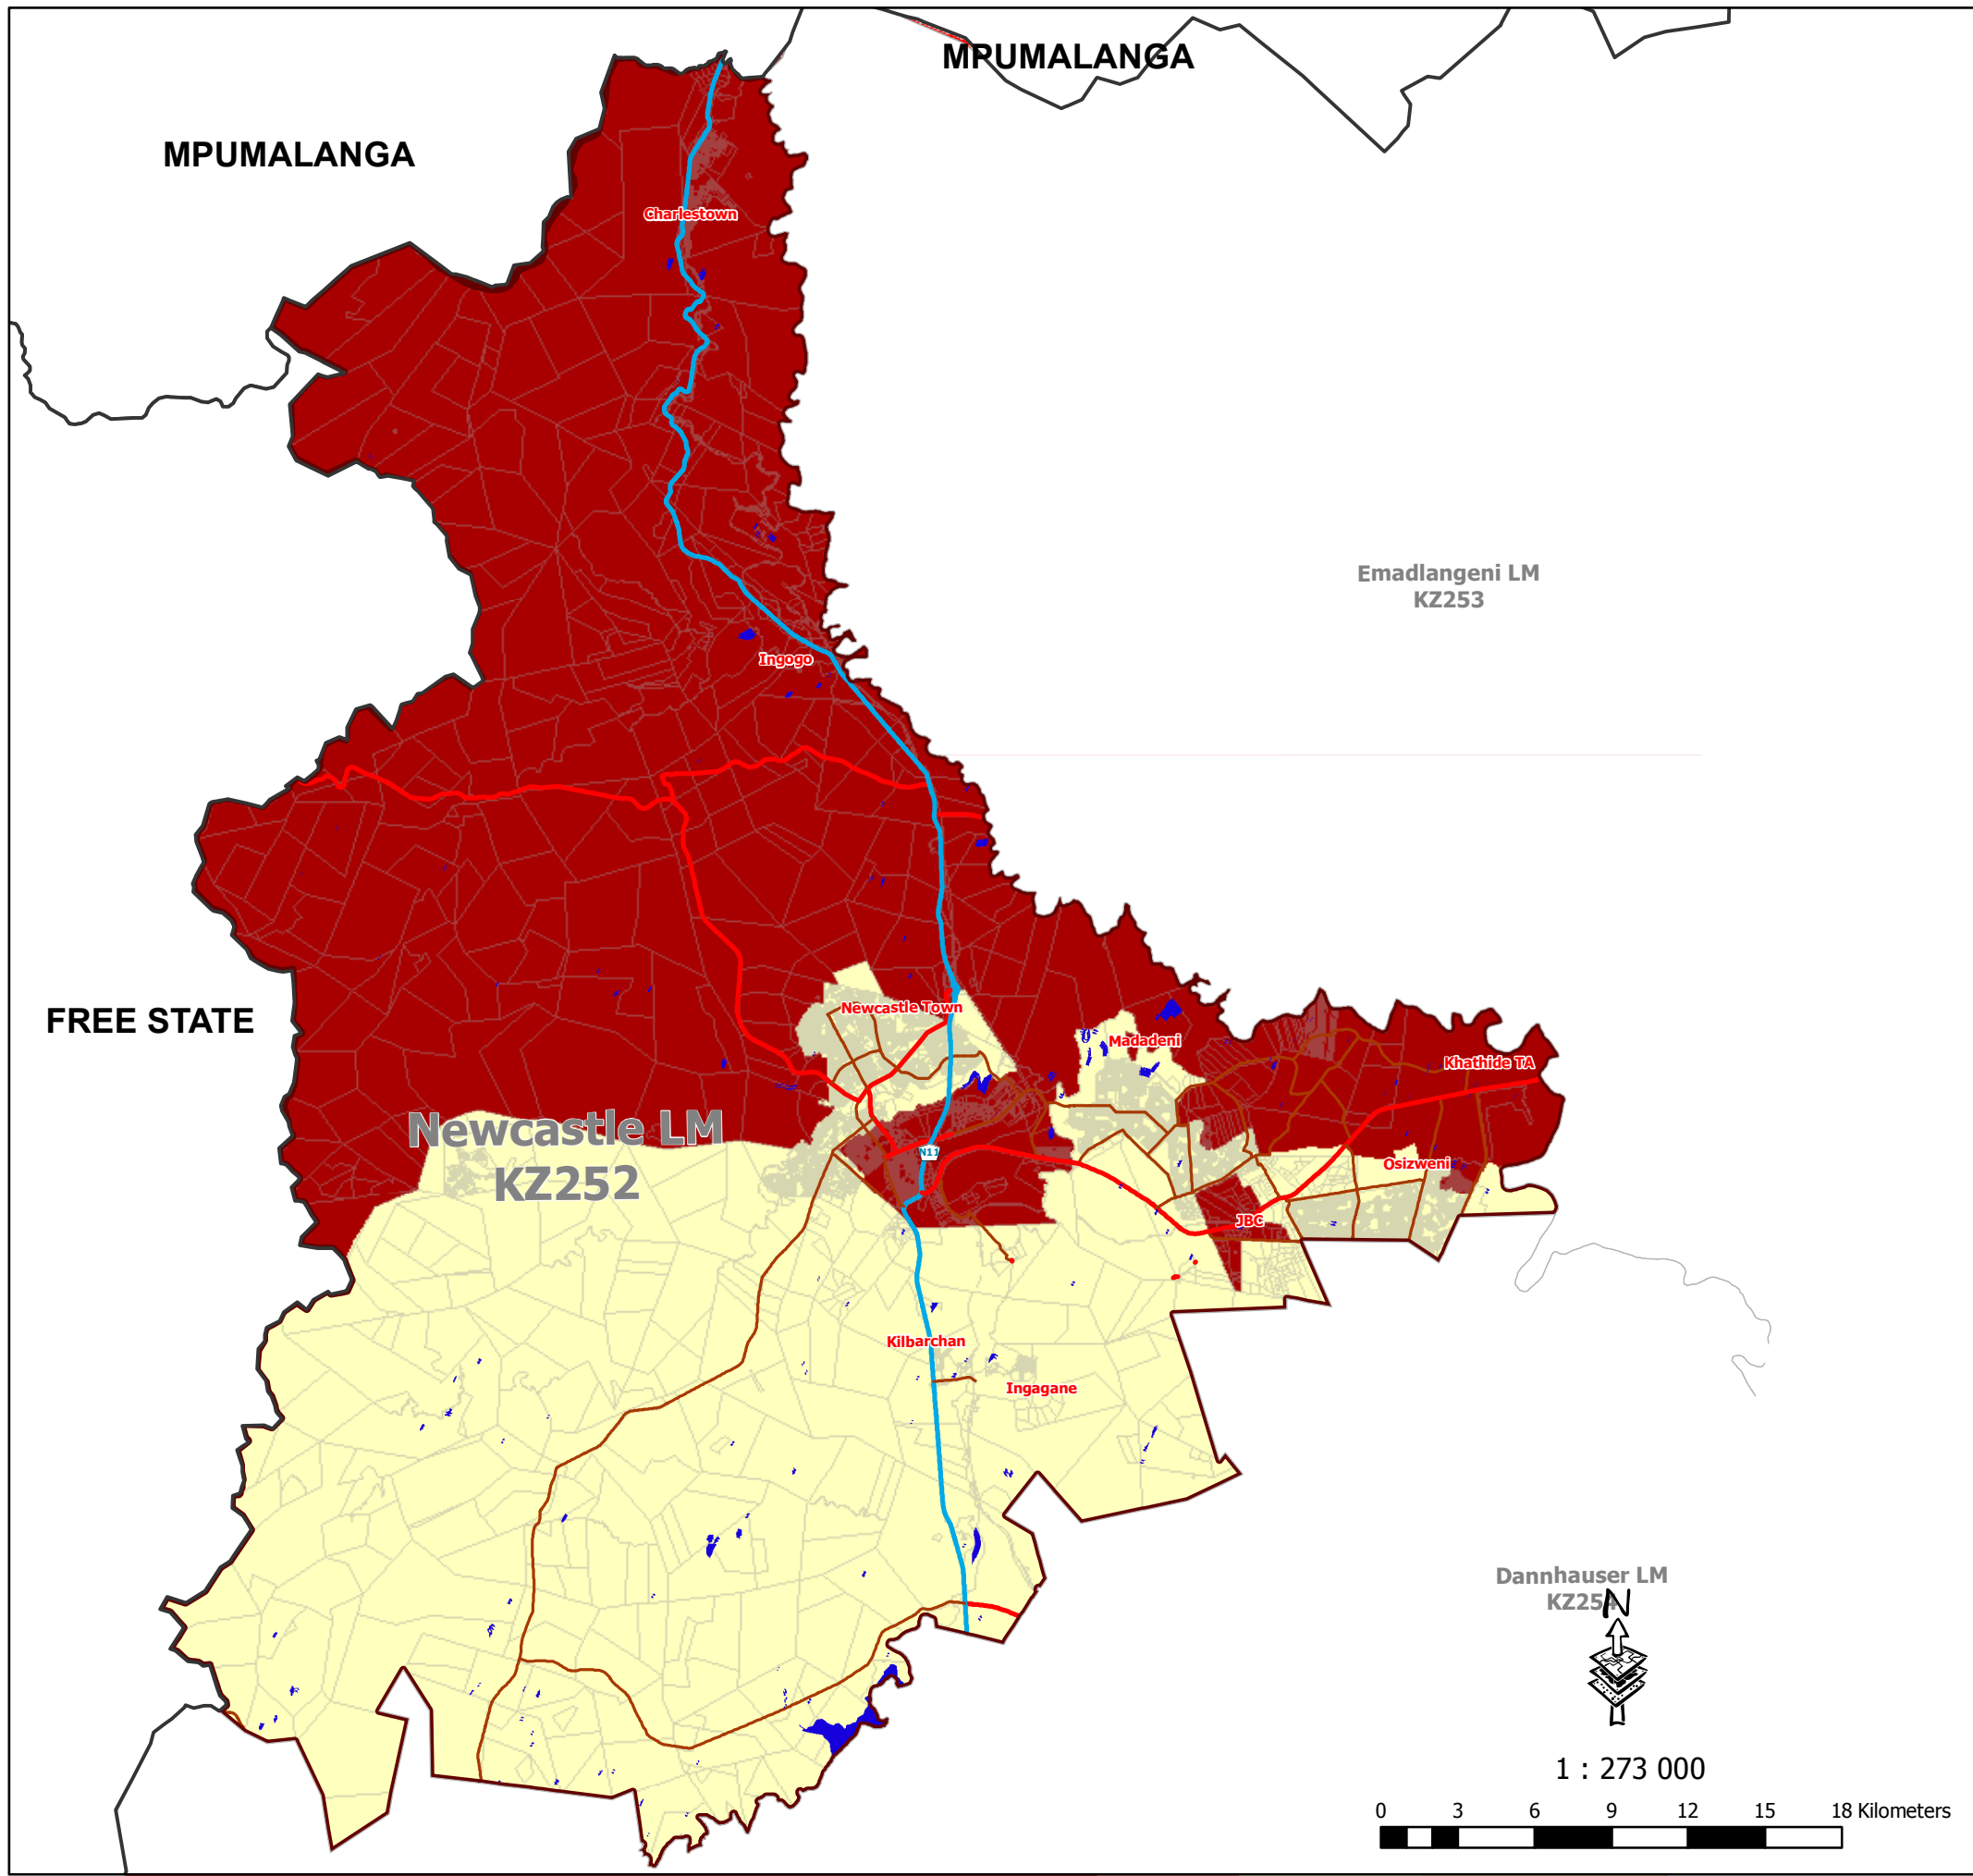 MPUMALANGA
MPUMALANGA
Charlestown
Emadlangeni LM
KZ253
Ingogo
FREE STATE
Newcastle Town
Madadeni
Khathide TA
Newcastle LM
KZ252
N11
Osizweni
JBC
Kilbarchan
Ingagane
Dannhauser LM
KZ254
N
1 : 273 000
0 3 6 9 12 15 18 Kilometers